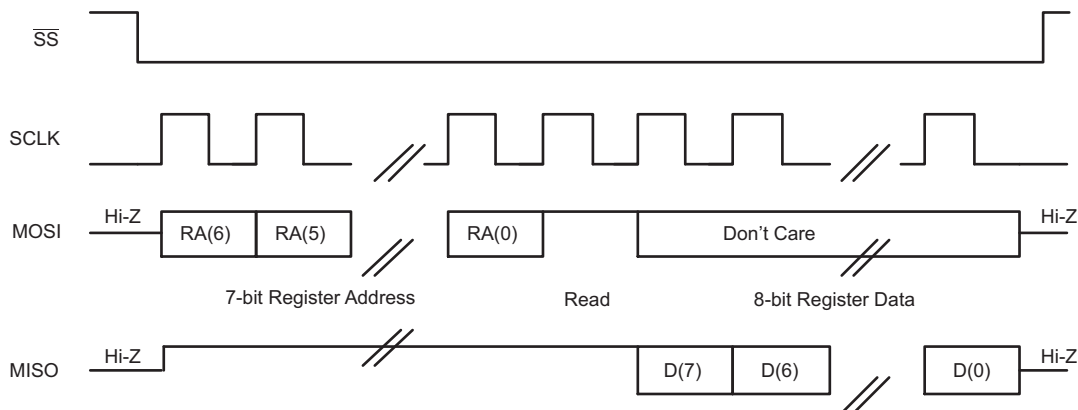 SS
SCLK
Hi-Z RA(6) RA(5) RA(0) Don't Care Hi-Z
MOSI
7-bit Register Address Read 8-bit Register Data
Hi-Z D(7) D(6) D(0) Hi-Z
MISO